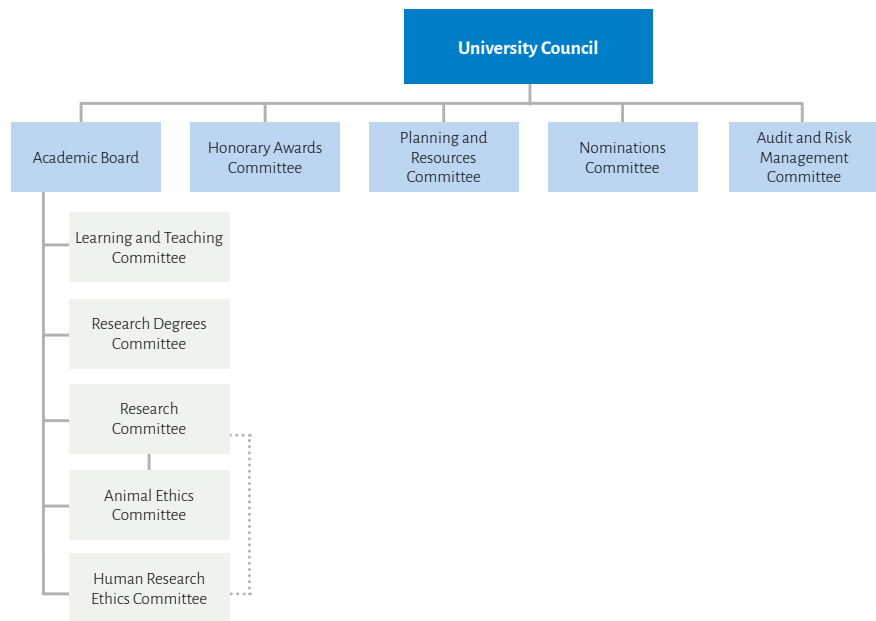 University Council
Academic Board
Honorary Awards
Committee
Planning and
Resources
Committee
Nominations
Committee
Audit and Risk
Management
Committee
Learning and Teaching
Committee
Research Degrees
Committee
Research
Committee
Animal Ethics
Committee
Human Research
Ethics Committee